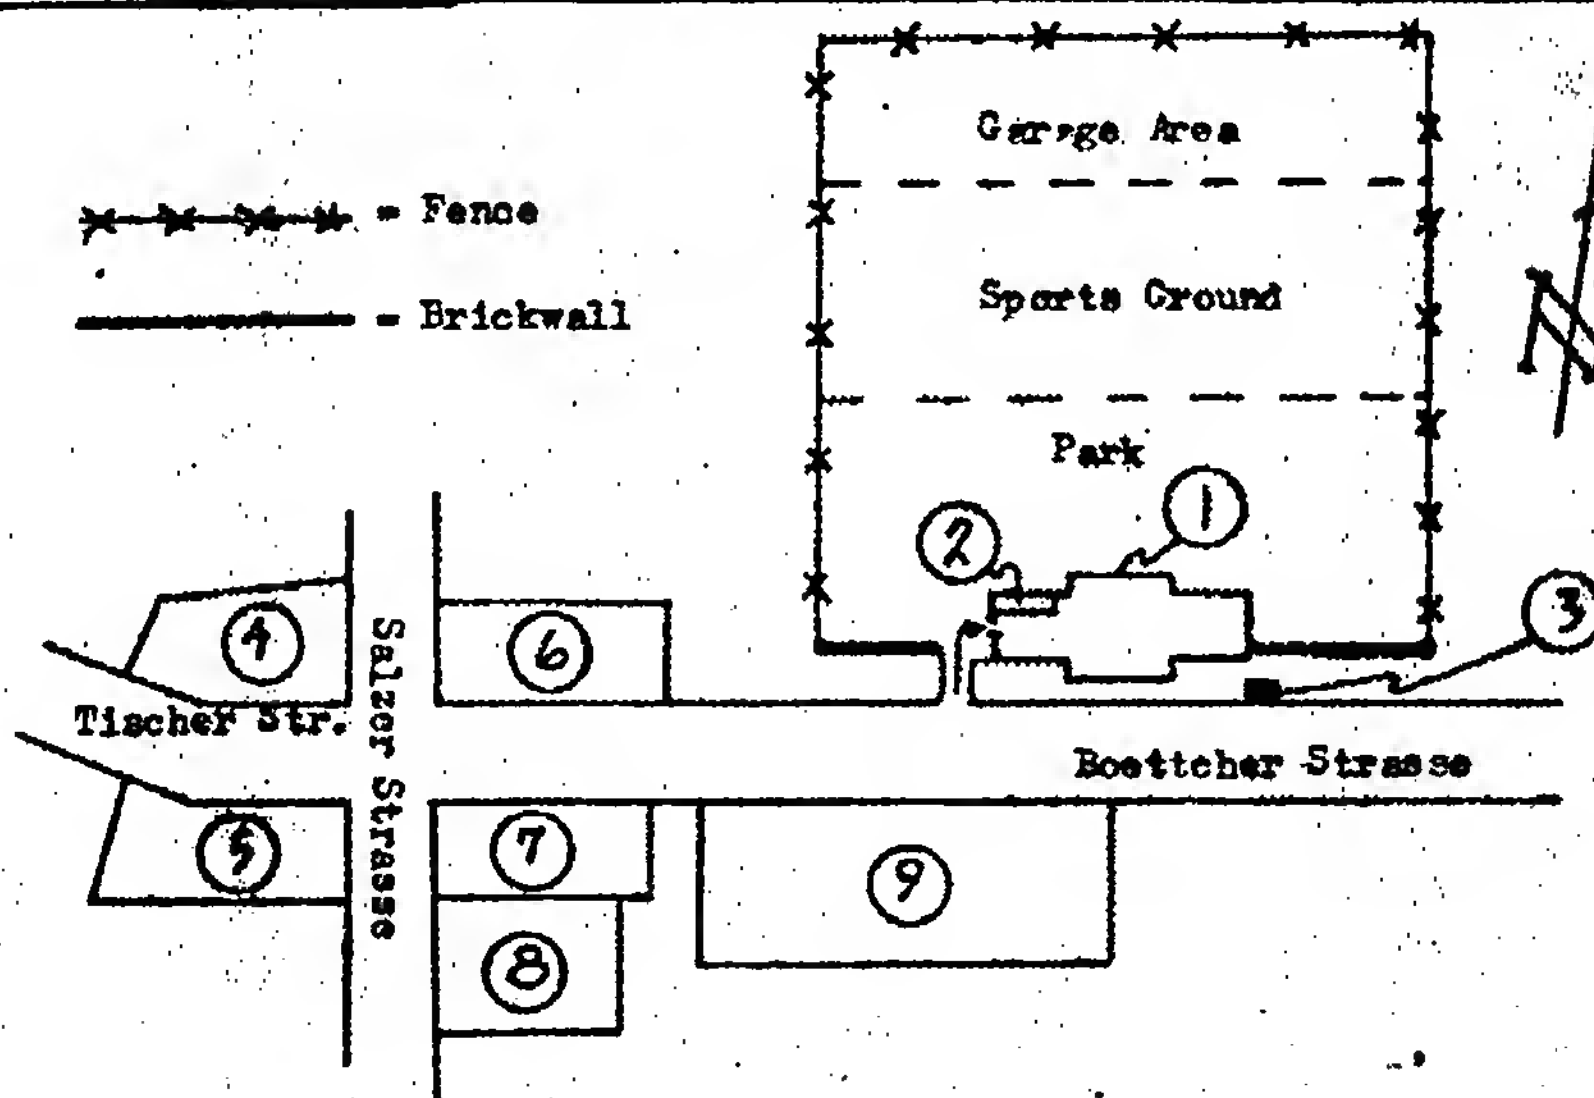 Garage Area
= Fence
Sports Ground
= Brickwall
N
Park
1
2
3
4
6
Salzer Strasse
Tischer Str.
Boettcher Strasse
5
7
9
8